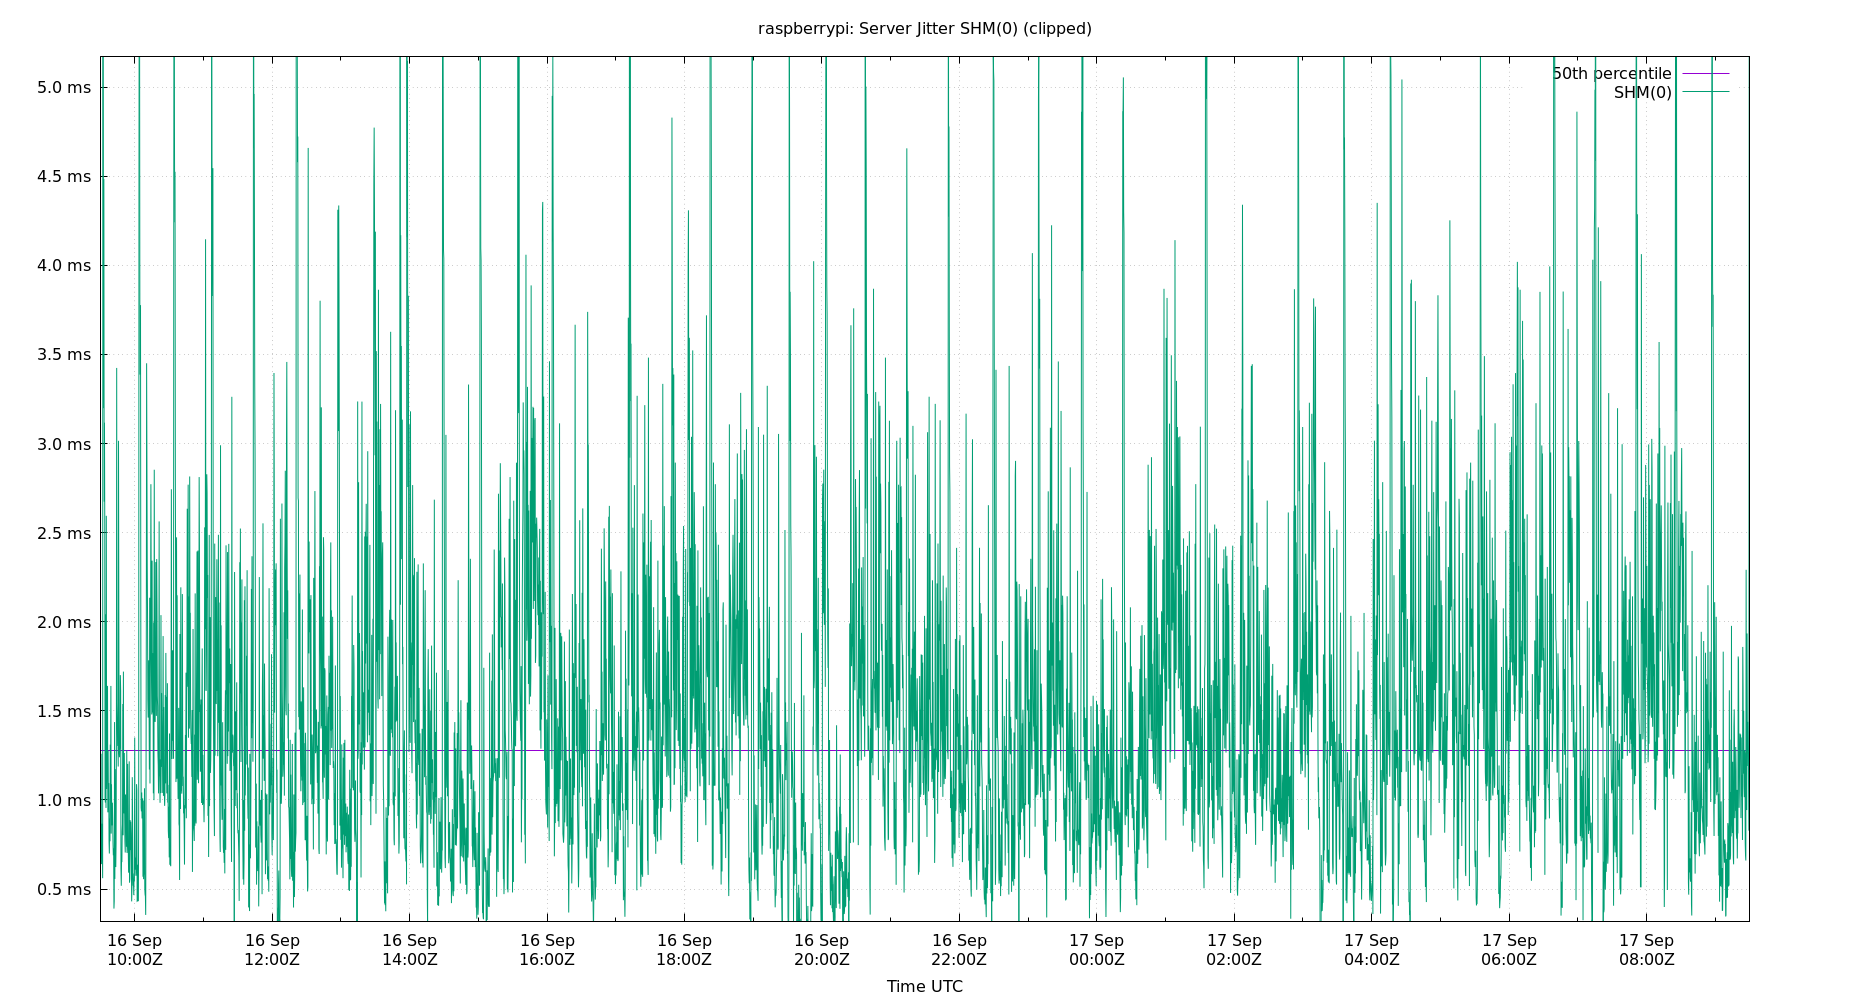 raspberrypi: Server Jitter SHM(0) (clipped)
50th percentile
SHM(0)
5.0 ms
4.5 ms
4.0 ms
3.5 ms
3.0 ms
2.5 ms
2.0 ms
1.5 ms
1.0 ms
0.5 ms
16 Sep 16 Sep 16 Sep 16 Sep 16 Sep 16 Sep 16 Sep 17 Sep 17 Sep 17 Sep 17 Sep 17 Sep
10:00Z 12:00Z 14:00Z 16:00Z 18:00Z 20:00Z 22:00Z 00:00Z 02:00Z 04:00Z 06:00Z 08:00Z
Time UTC